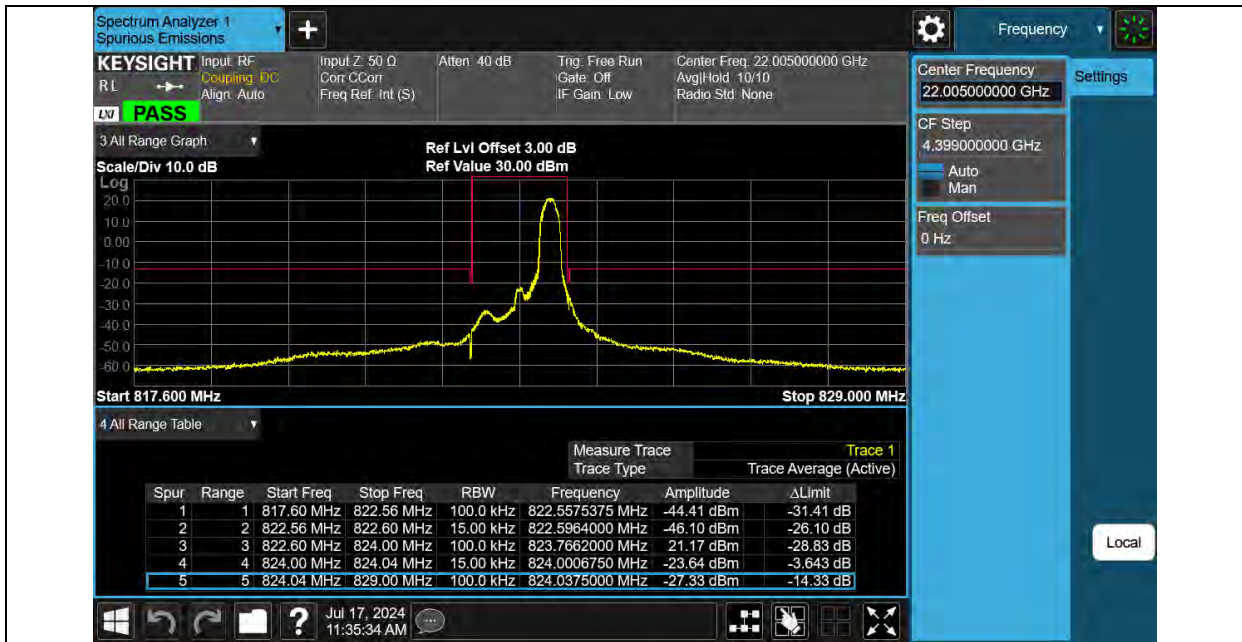 Spectrum Analyzer 1
Spurious Emissions
+
Frequency
KEYSIGHT
RL
LXI
PASS
Input: RF
Coupling: DC
Align: Auto
Input Z: 50 Ω
Corr CCorr
Freq Ref: Int (S)
Atten: 40 dB
Trig: Free Run
Gate: Off
IF Gain: Low
Center Freq: 22.005000000 GHz
Avg|Hold: 10/10
Radio Std: None
Center Frequency
22.005000000 GHz
Settings
CF Step
4.399000000 GHz
Auto
Man
Freq Offset
0 Hz
Local
3 All Range Graph
Scale/Div 10.0 dB
Ref Lvl Offset 3.00 dB
Ref Value 30.00 dBm
Log
20.0
10.0
0.00
-10.0
-20.0
-30.0
-40.0
-50.0
-60.0
Start 817.600 MHz
Stop 829.000 MHz
4 All Range Table
Measure Trace Trace 1
Trace Type Trace Average (Active)
Spur Range Start Freq Stop Freq RBW Frequency Amplitude ΔLimit
1 1 817.60 MHz 822.56 MHz 100.0 kHz 822.5575375 MHz -44.41 dBm -31.41 dB
2 2 822.56 MHz 822.60 MHz 15.00 kHz 822.5964000 MHz -46.10 dBm -26.10 dB
3 3 822.60 MHz 824.00 MHz 100.0 kHz 823.7662000 MHz 21.17 dBm -28.83 dB
4 4 824.00 MHz 824.04 MHz 15.00 kHz 824.0006750 MHz -23.64 dBm -3.643 dB
5 5 824.04 MHz 829.00 MHz 100.0 kHz 824.0375000 MHz -27.33 dBm -14.33 dB
?
Jul 17, 2024
11:35:34 AM